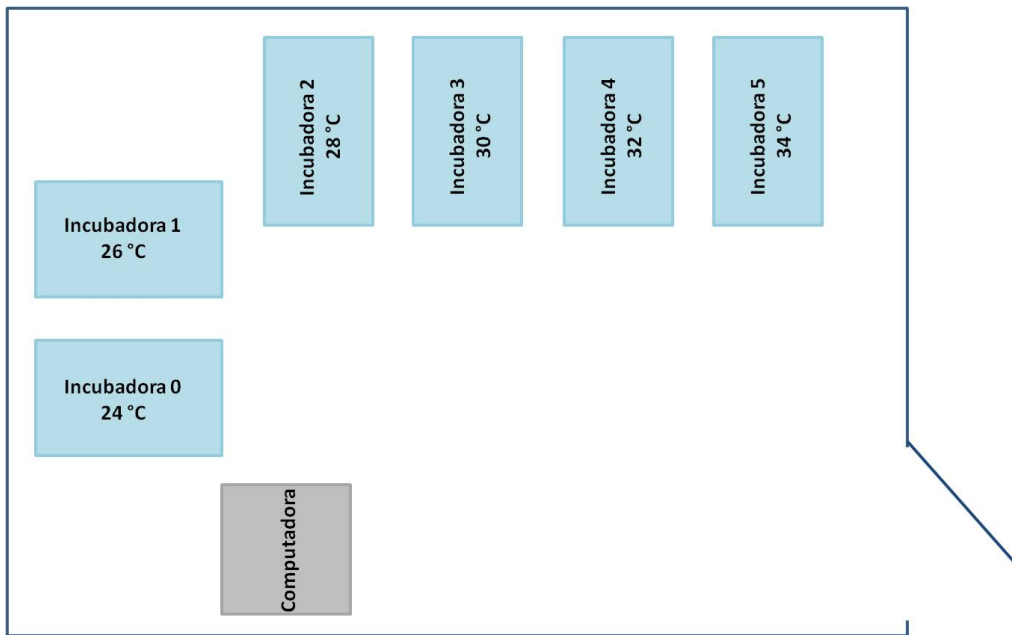 Incubadora 2
28 °C
Incubadora 3
30 °C
Incubadora 4
32 °C
Incubadora 5
34 °C
Incubadora 1
26 °C
Incubadora 0
24 °C
Computadora